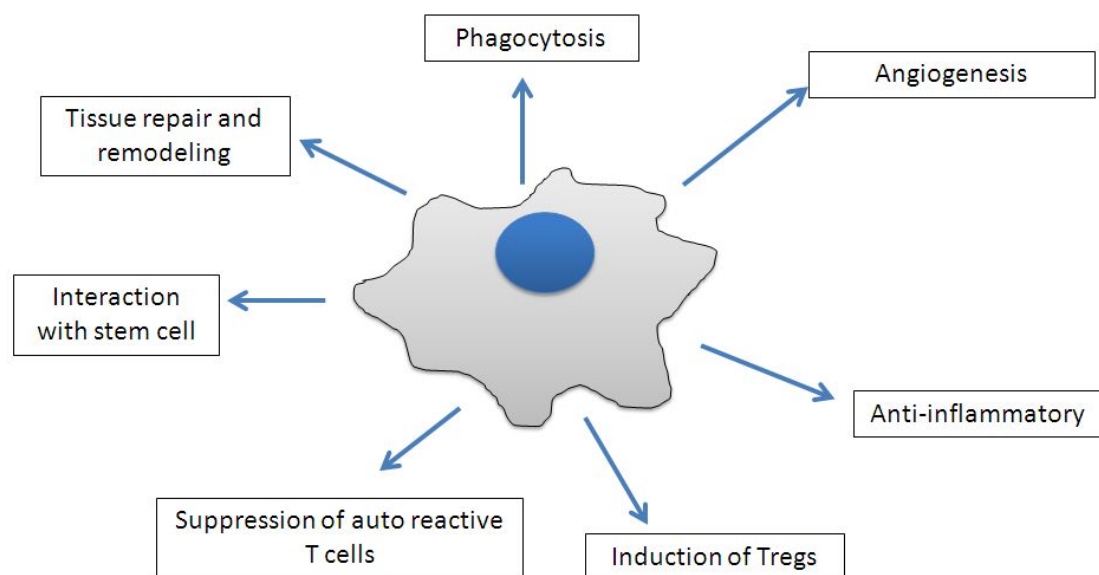 Phagocytosis
Angiogenesis
Tissue repair and
remodeling
Interaction
with stem cell
Anti-inflammatory
Suppression of auto reactive
T cells
Induction of Tregs